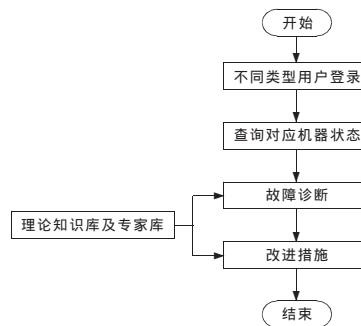 开始
不同类型用户登录
查询对应机器状态
故障诊断
理论知识库及专家库
改进措施
结束